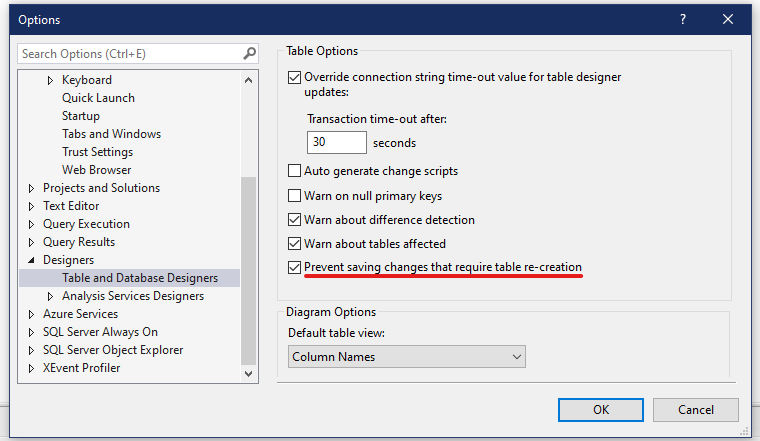 Options
?
Search Options (Ctrl+E)
Keyboard
Quick Launch
Startup
Tabs and Windows
Trust Settings
Web Browser
Projects and Solutions
Text Editor
Query Execution
Query Results
Designers
Table and Database Designers
Analysis Services Designers
Azure Services
SQL Server Always On
SQL Server Object Explorer
XEvent Profiler
Table Options
Override connection string time-out value for table designer
updates:
Transaction time-out after:
30 seconds
Auto generate change scripts
Warn on null primary keys
Warn about difference detection
Warn about tables affected
Prevent saving changes that require table re-creation
Diagram Options
Default table view:
Column Names
OK
Cancel